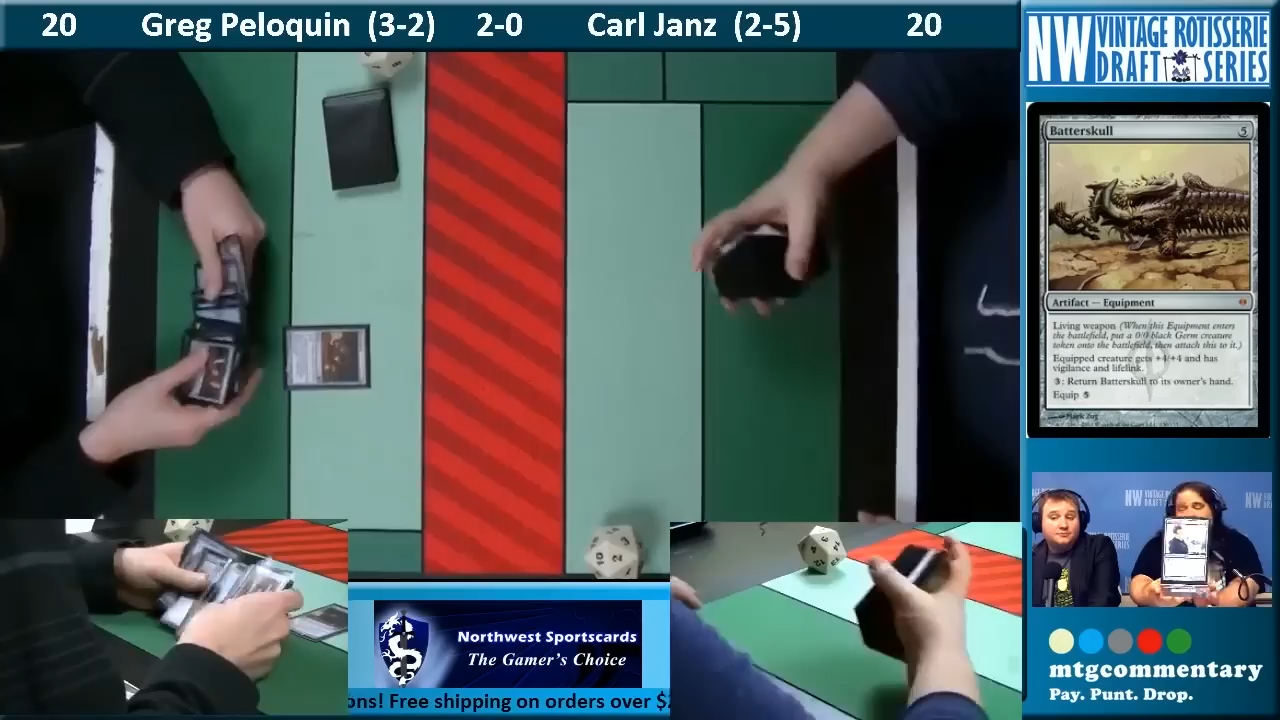 20 Greg Peloquin (3-2) 2-0 Carl Janz (2-5) 20
NW VINTAGE ROTISSERIE
DRAFT SERIES
Batterskull 5
Artifact — Equipment
Living weapon (When this Equipment enters
the battlefield, put a 0/0 black Germ creature
token onto the battlefield, then attach this to it.)
Equipped creature gets +4/+4 and has
vigilance and lifelink.
3: Return Batterskull to its owner's hand.
Equip 5
Mark Zug
Northwest Sportscards
The Gamer's Choice
ons! Free shipping on orders over $
mtgcommentary
Pay. Punt. Drop.